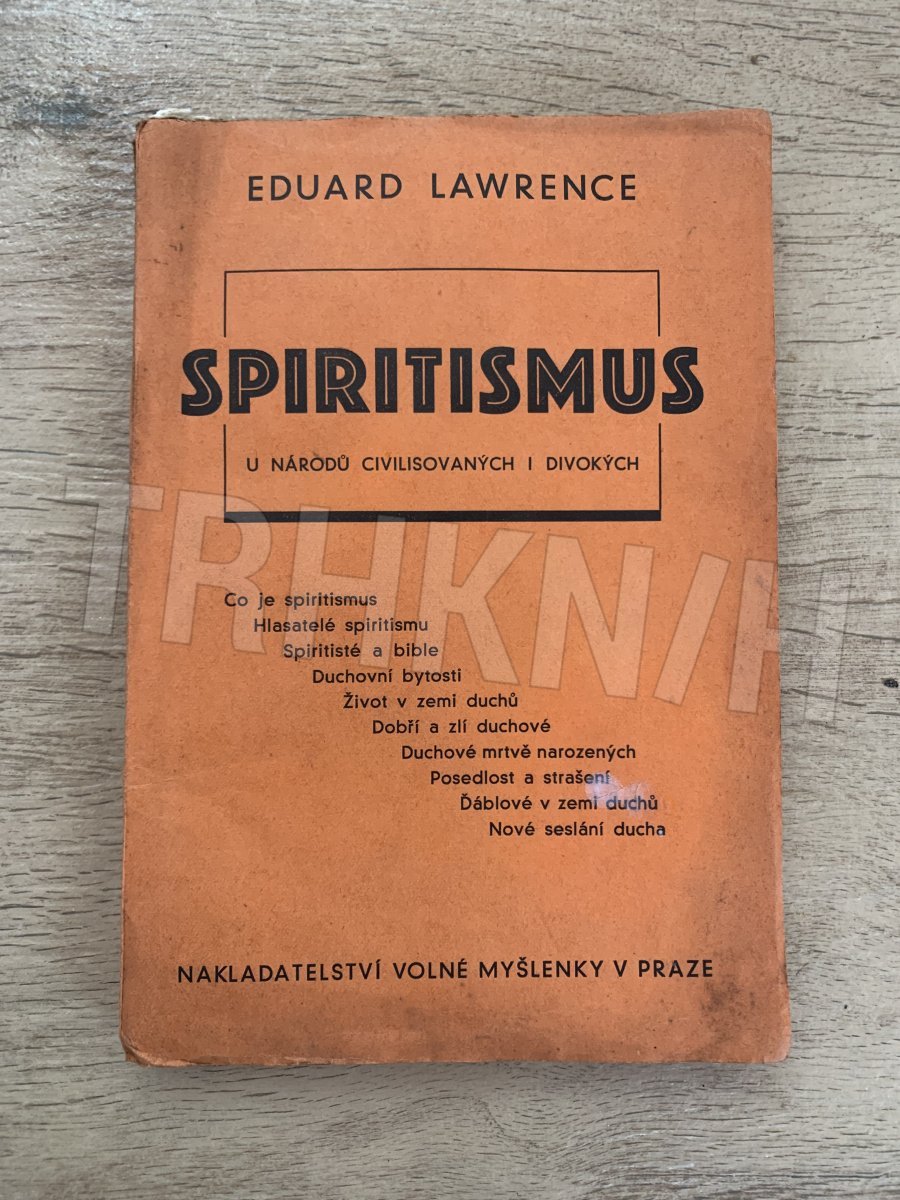 EDUARD LAWRENCE
SPIRITISMUS
U NÁRODŮ CIVILISOVANÝCH I DIVOKÝCH
Co je spiritismus
Hlasatelé spiritismu
Spiritisté a bible
Duchovní bytosti
Život v zemi duchů
Dobří a zlí duchové
Duchové mrtvě narozených
Posedlost a strašení
Ďáblové v zemi duchů
Nové seslání ducha
NAKLADATELSTVÍ VOLNÉ MYŠLENKY V PRAZE
TRHKNIH